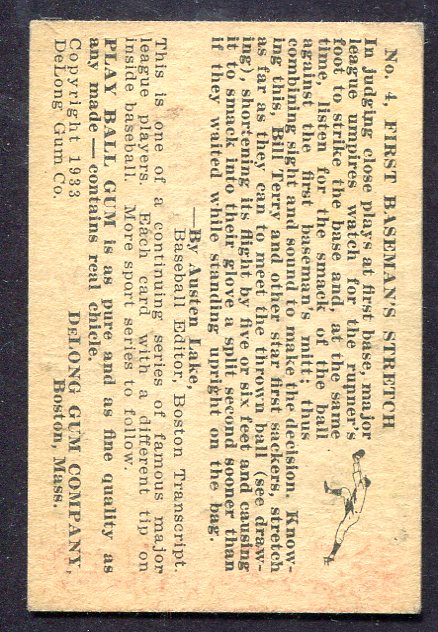 No. 4, FIRST BASEMAN'S STRETCH
In judging close plays at first base, major
league umpires watch for the runner's
foot to strike the base and, at the same
time, listen for the smack of the ball
against the first baseman's mitt; thus
combining sight and sound to make the decision. Know-
ing this, Bill Terry and other star first sackers, stretch
as far as they can to meet the thrown ball (see draw-
ing), shortening its flight by five or six feet and causing
it to smack into their glove a split second sooner than
if they waited while standing upright on the bag.
—By Austen Lake,
Baseball Editor, Boston Transcript.
This is one of a continuing series of famous major
league players. Each card with a different tip on
inside baseball. More sport series to follow.
PLAY BALL GUM is as pure and as fine quality as
any made—contains real chicle.
Copyright 1933 DELONG GUM COMPANY,
DeLong Gum Co. Boston, Mass.